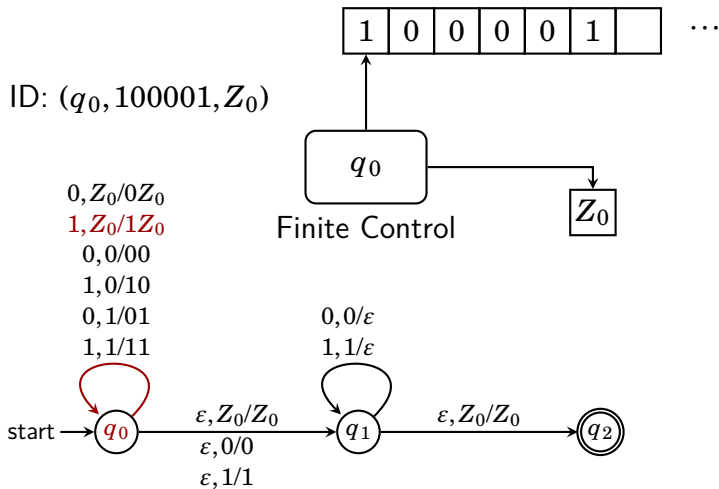 1 0 0 0 0 1 ...
ID: (q₀, 100001, Z₀)
q₀
Z₀
Finite Control
0, Z₀/0Z₀
1, Z₀/1Z₀
0, 0/00
1, 0/10
0, 1/01
1, 1/11
0, 0/ε
1, 1/ε
start
q₀
ε, Z₀/Z₀
ε, 0/0
ε, 1/1
q₁
ε, Z₀/Z₀
q₂